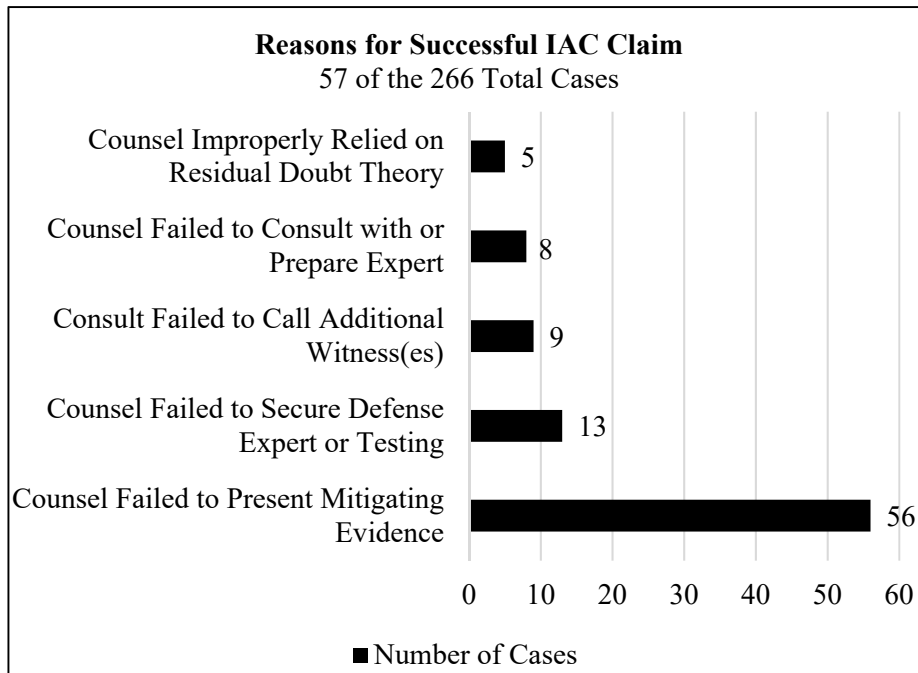 Reasons for Successful IAC Claim
57 of the 266 Total Cases
Counsel Improperly Relied on
Residual Doubt Theory
5
Counsel Failed to Consult with or
Prepare Expert
8
Consult Failed to Call Additional
Witness(es)
9
Counsel Failed to Secure Defense
Expert or Testing
13
Counsel Failed to Present Mitigating
Evidence
56
0 10 20 30 40 50 60
Number of Cases